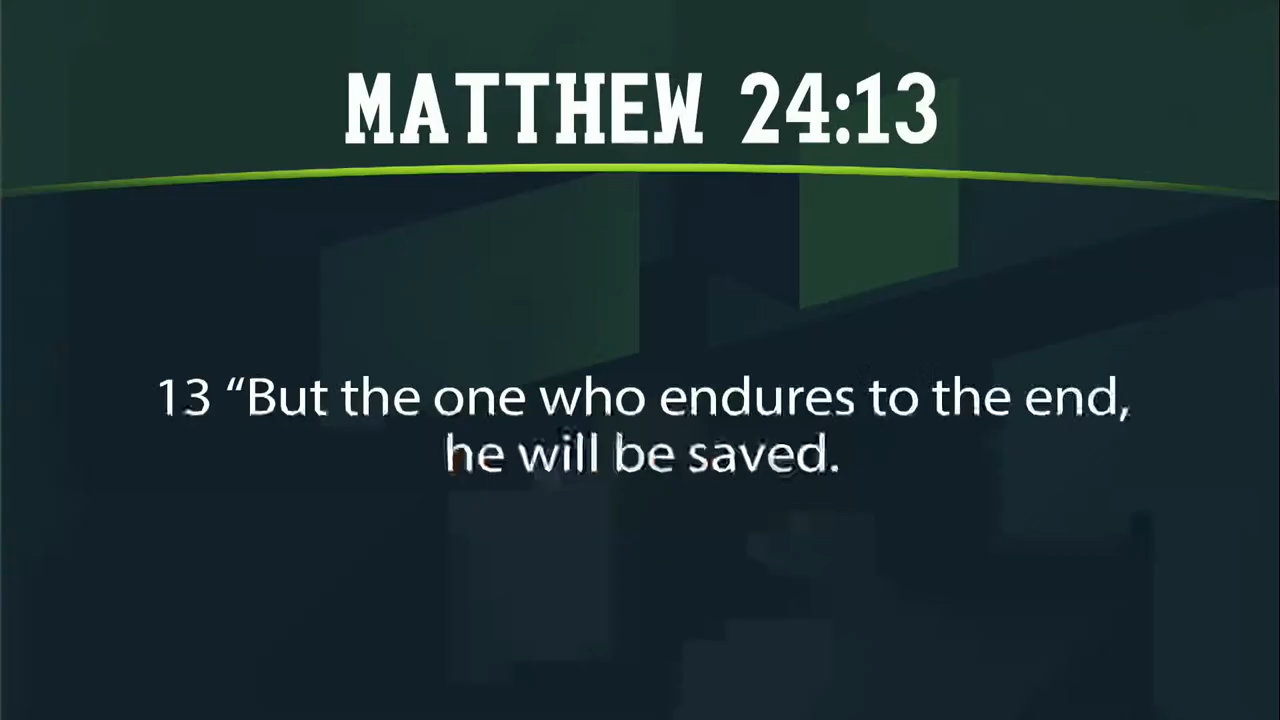 MATTHEW 24:13
13 “But the one who endures to the end,
he will be saved.